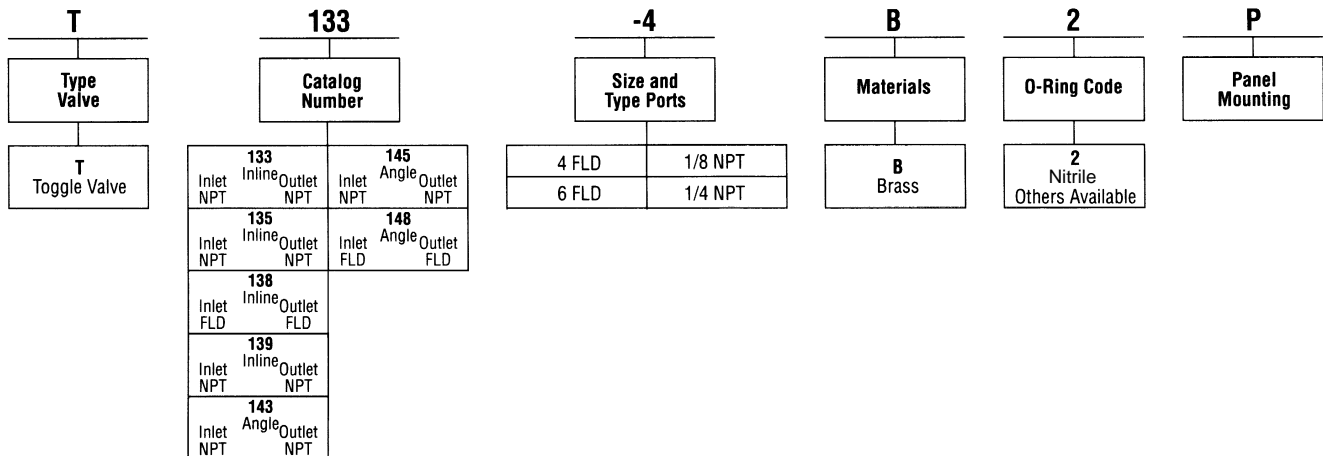 T 133 -4 B 2 P
Type
Valve
Catalog
Number
Size and
Type Ports
Materials
O-Ring Code
Panel
Mounting
T
Toggle Valve
133
Inline
Inlet Outlet
NPT NPT
145
Angle
Inlet Outlet
NPT NPT
135
Inline
Inlet Outlet
NPT NPT
148
Angle
Inlet Outlet
FLD FLD
138
Inline
Inlet Outlet
FLD FLD
139
Inline
Inlet Outlet
NPT NPT
143
Angle
Inlet Outlet
NPT NPT
4 FLD 1/8 NPT
6 FLD 1/4 NPT
B
Brass
2
Nitrile
Others Available